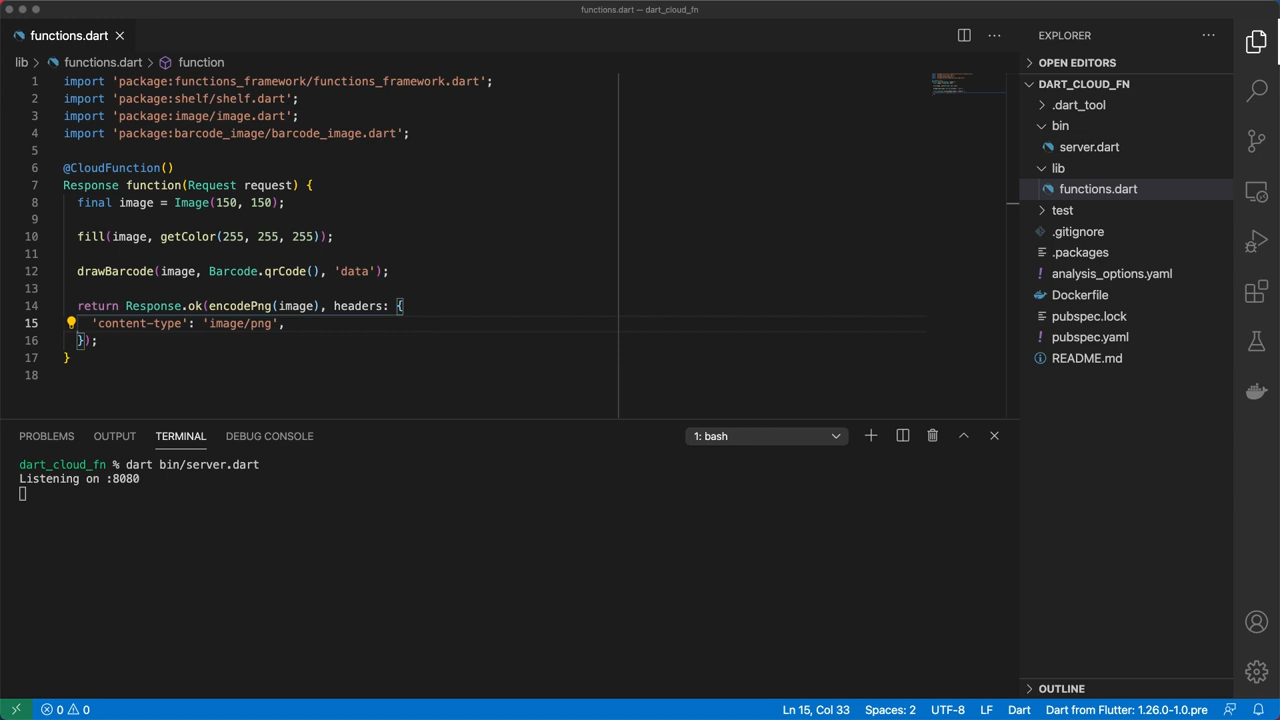 functions.dart — dart_cloud_fn
functions.dart
EXPLORER
lib
functions.dart
function
OPEN EDITORS
1 import 'package:functions_framework/functions_framework.dart';
2 import 'package:shelf/shelf.dart';
3 import 'package:image/image.dart';
4 import 'package:barcode_image/barcode_image.dart';
5
6 @CloudFunction()
7 Response function(Request request) {
8 final image = Image(150, 150);
9
10 fill(image, getColor(255, 255, 255));
11
12 drawBarcode(image, Barcode.qrCode(), 'data');
13
14 return Response.ok(encodePng(image), headers: {
15 'content-type': 'image/png',
16 });
17 }
18
DART_CLOUD_FN
.dart_tool
bin
server.dart
lib
functions.dart
test
.gitignore
.packages
analysis_options.yaml
Dockerfile
pubspec.lock
pubspec.yaml
README.md
PROBLEMS
OUTPUT
TERMINAL
DEBUG CONSOLE
1: bash
dart_cloud_fn % dart bin/server.dart
Listening on :8080
OUTLINE
0 0
Ln 15, Col 33
Spaces: 2
UTF-8
LF
Dart
Dart from Flutter: 1.26.0-1.0.pre